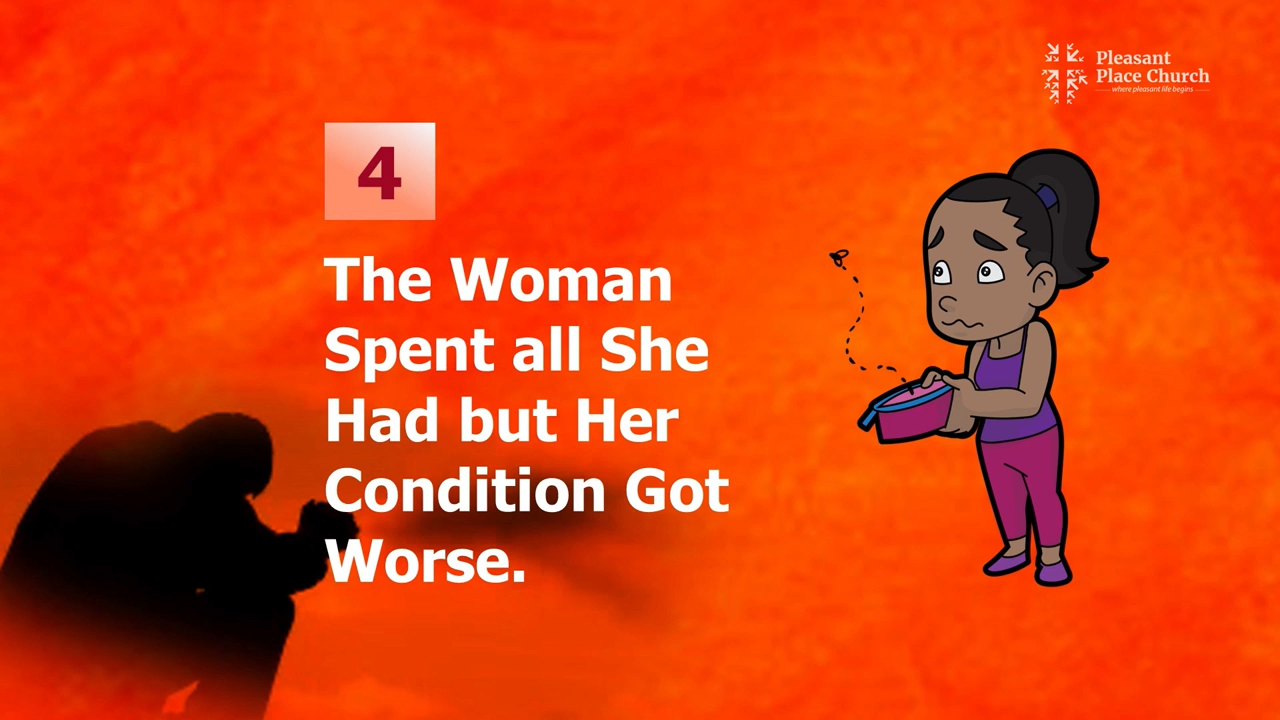 Pleasant
Place Church
where pleasant life begins
4
The Woman
Spent all She
Had but Her
Condition Got
Worse.